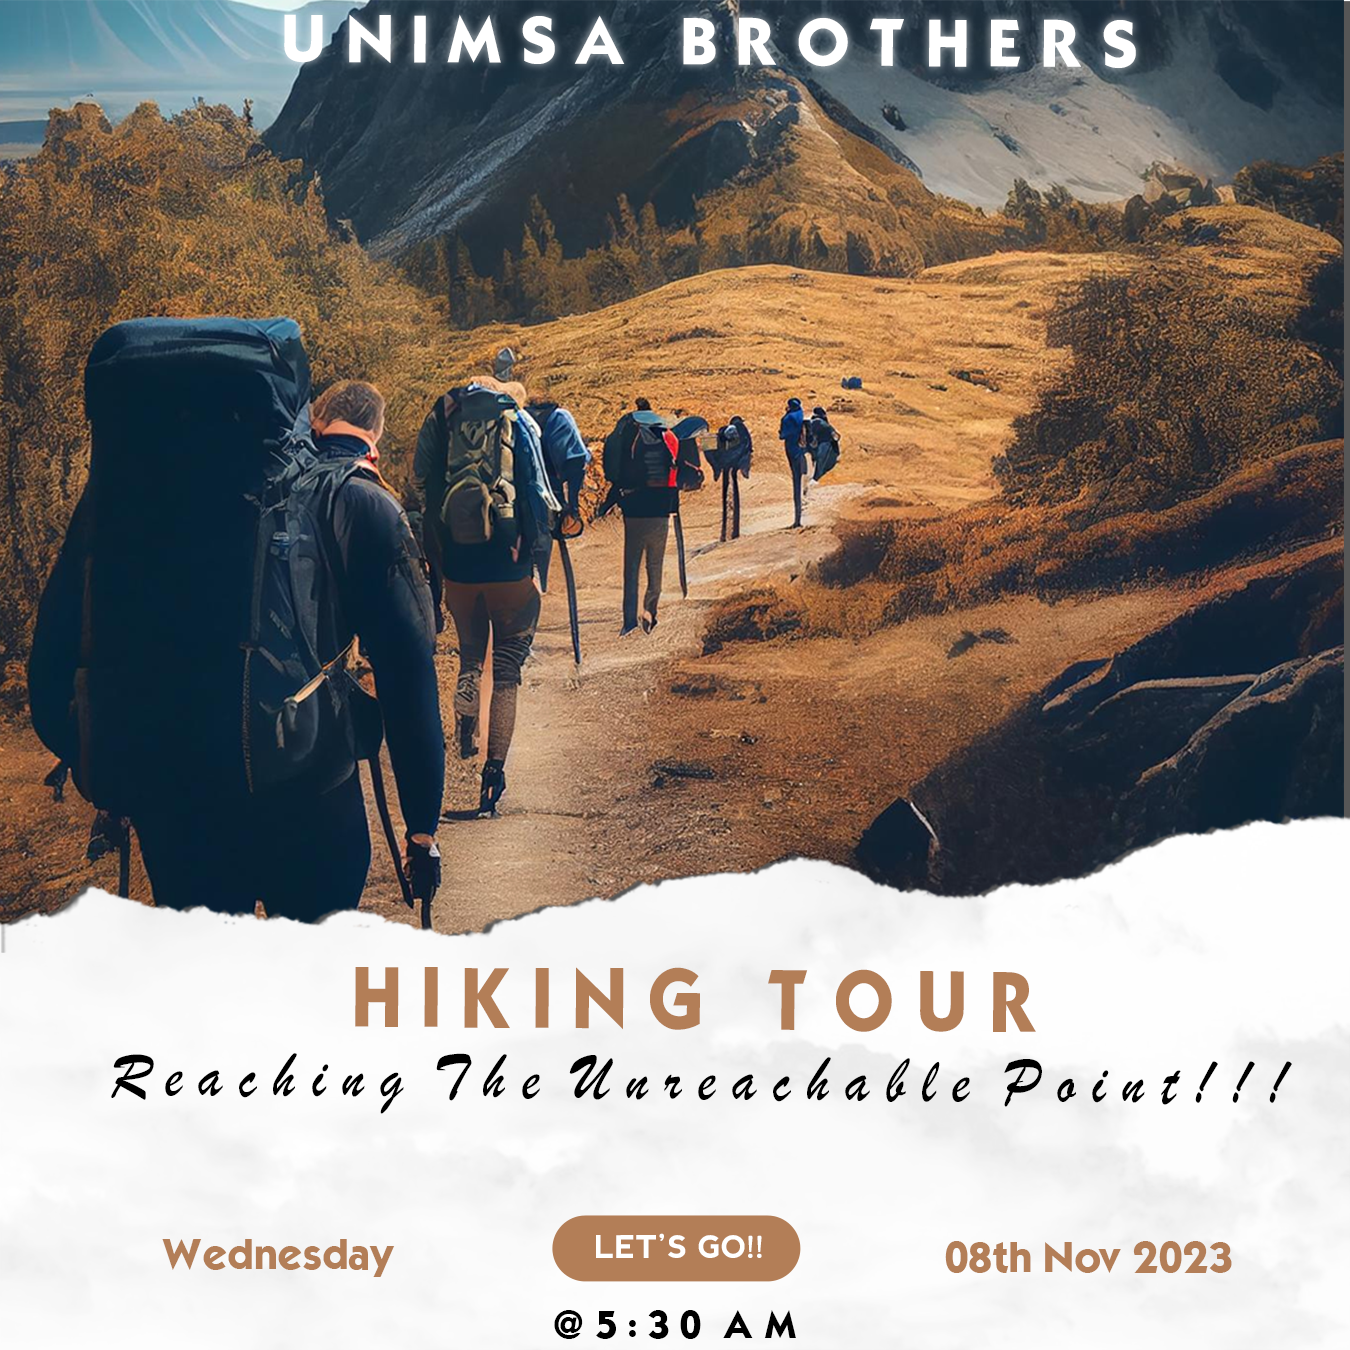 UNIMSA BROTHERS
HIKING TOUR
Reaching The Unreachable Point!!!
Wednesday
LET'S GO!!
08th Nov 2023
@ 5:30 AM